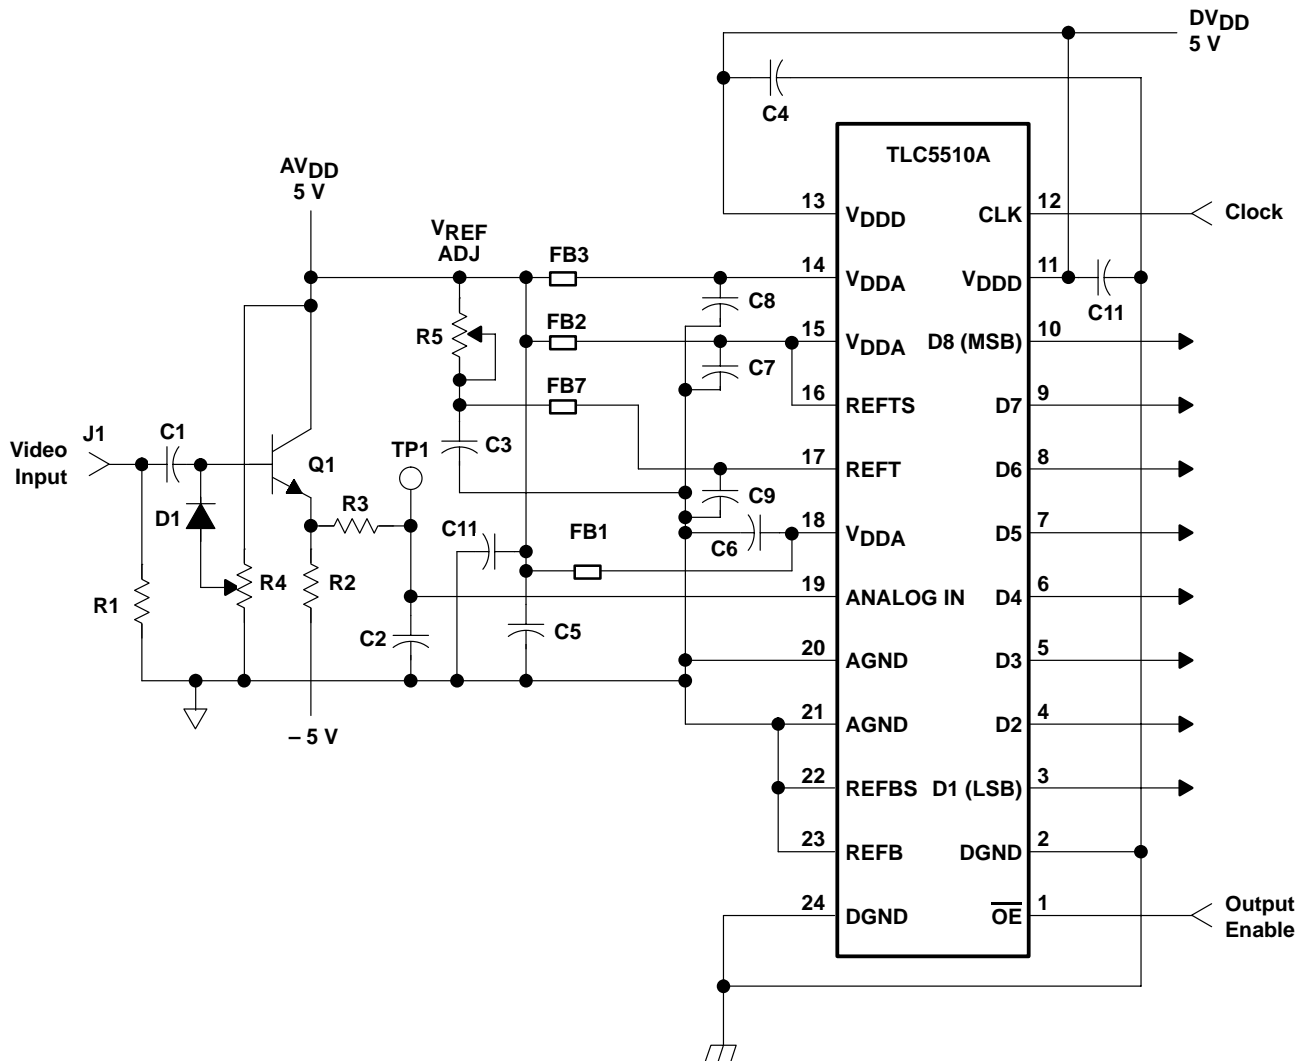 DVDD
5 V
C4
TLC5510A
AVDD
5 V
13
VDDD
CLK
12
Clock
VREF
ADJ
FB3
14
VDDA
VDDD
11
C8
C11
R5
FB2
15
VDDA
D8 (MSB)
10
C7
FB7
16
REFTS
D7
9
Video
Input
J1
C1
Q1
TP1
C3
17
REFT
D6
8
C9
D1
R3
C11
FB1
C6
18
VDDA
D5
7
R1
R4
R2
19
ANALOG IN
D4
6
C2
C5
20
AGND
D3
5
– 5 V
21
AGND
D2
4
22
REFBS
D1 (LSB)
3
23
REFB
DGND
2
24
DGND
OE
1
Output
Enable